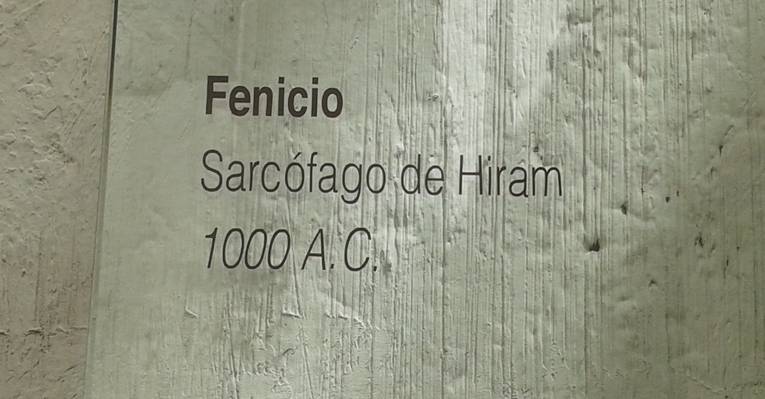 Fenicio
Sarcófago de Hiram
1000 A.C.